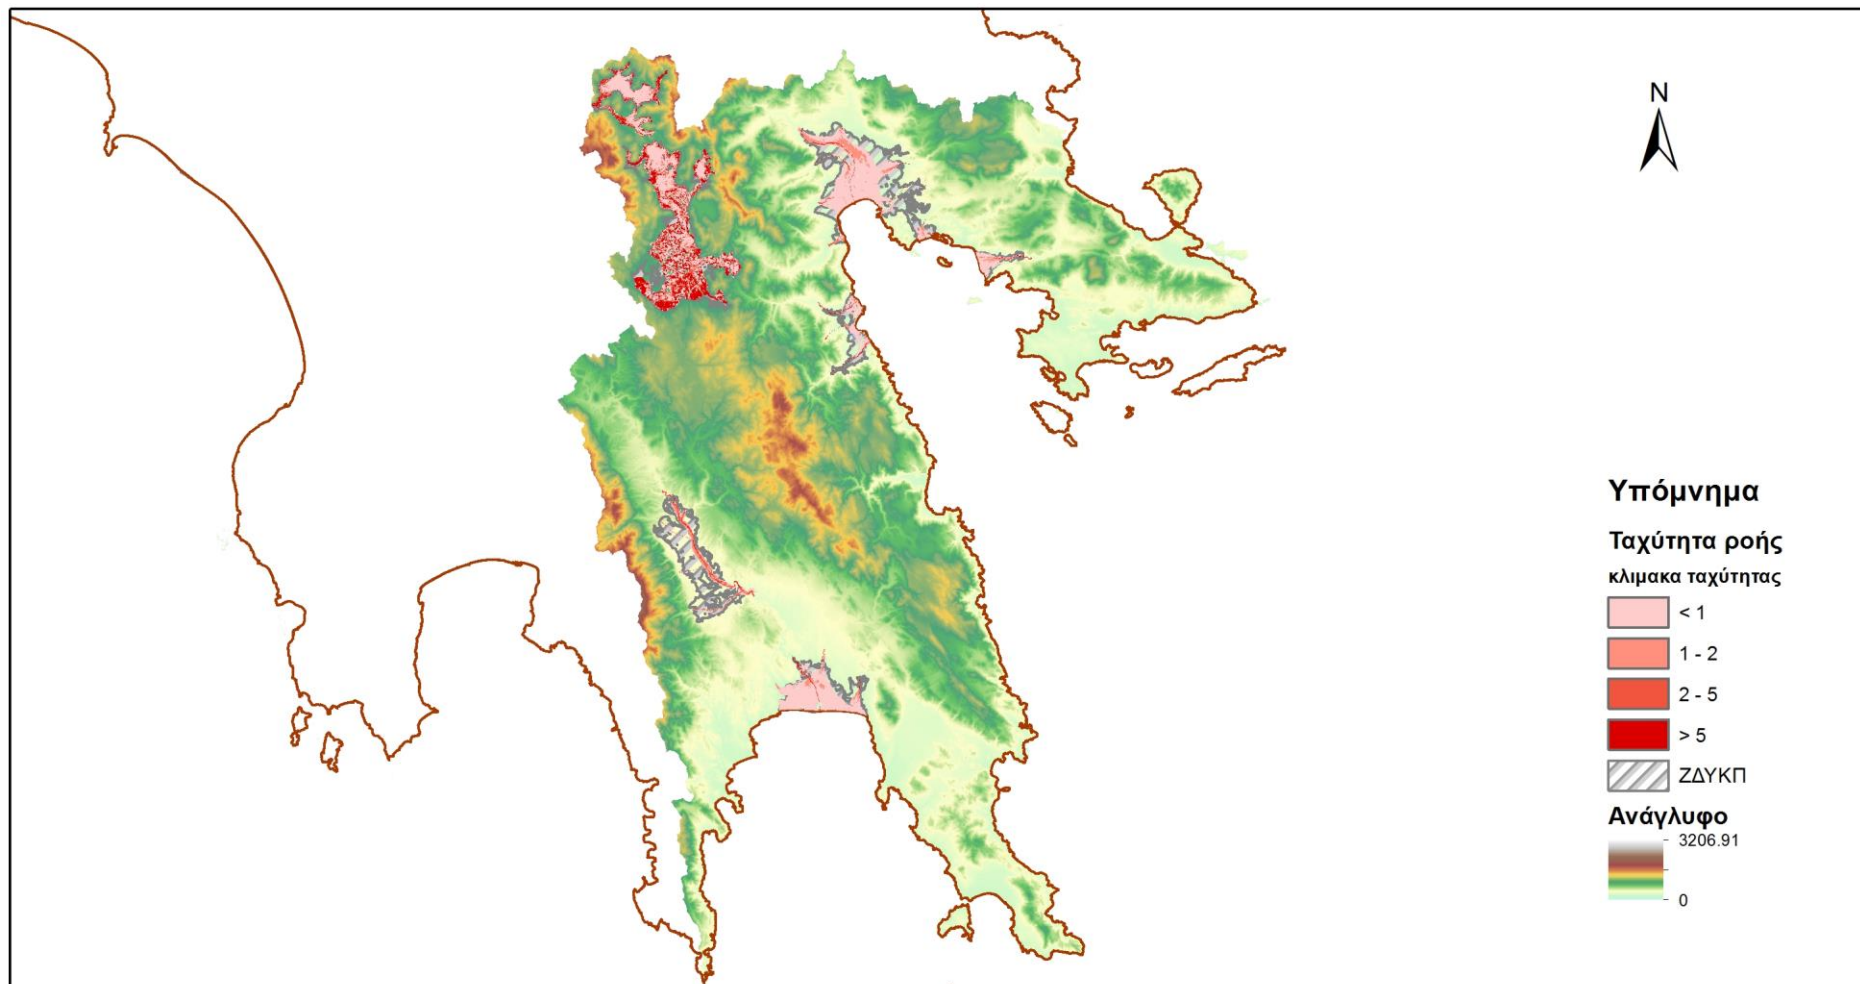 N
Υπόμνημα
Ταχύτητα ροής
κλιμακα ταχύτητας
< 1
1 - 2
2 - 5
> 5
ΖΔΥΚΠ
Ανάγλυφο
3206.91
0